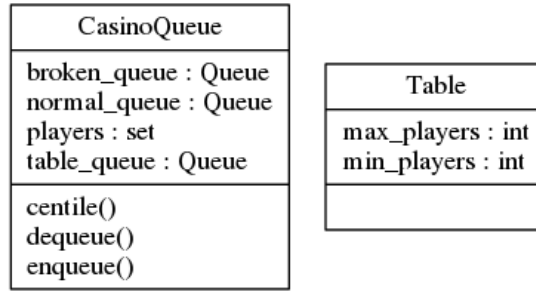 CasinoQueue
broken_queue : Queue
normal_queue : Queue
players : set
table_queue : Queue
centile()
dequeue()
enqueue()
Table
max_players : int
min_players : int